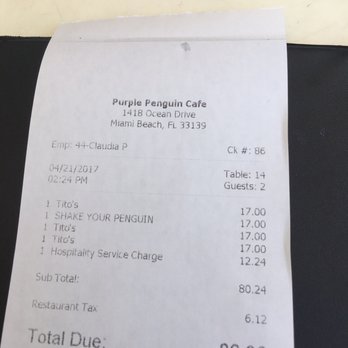 Purple Penguin Cafe
1418 Ocean Drive
Miami Beach, FL 33139
Emp: 44-Claudia P Ck #: 86
04/21/2017 Table: 14
02:24 PM Guests: 2
1 Tito's 17.00
1 SHAKE YOUR PENGUIN 17.00
1 Tito's 17.00
1 Tito's 17.00
1 Hospitality Service Charge 12.24
Sub Total: 80.24
Restaurant Tax 6.12
Total Due: